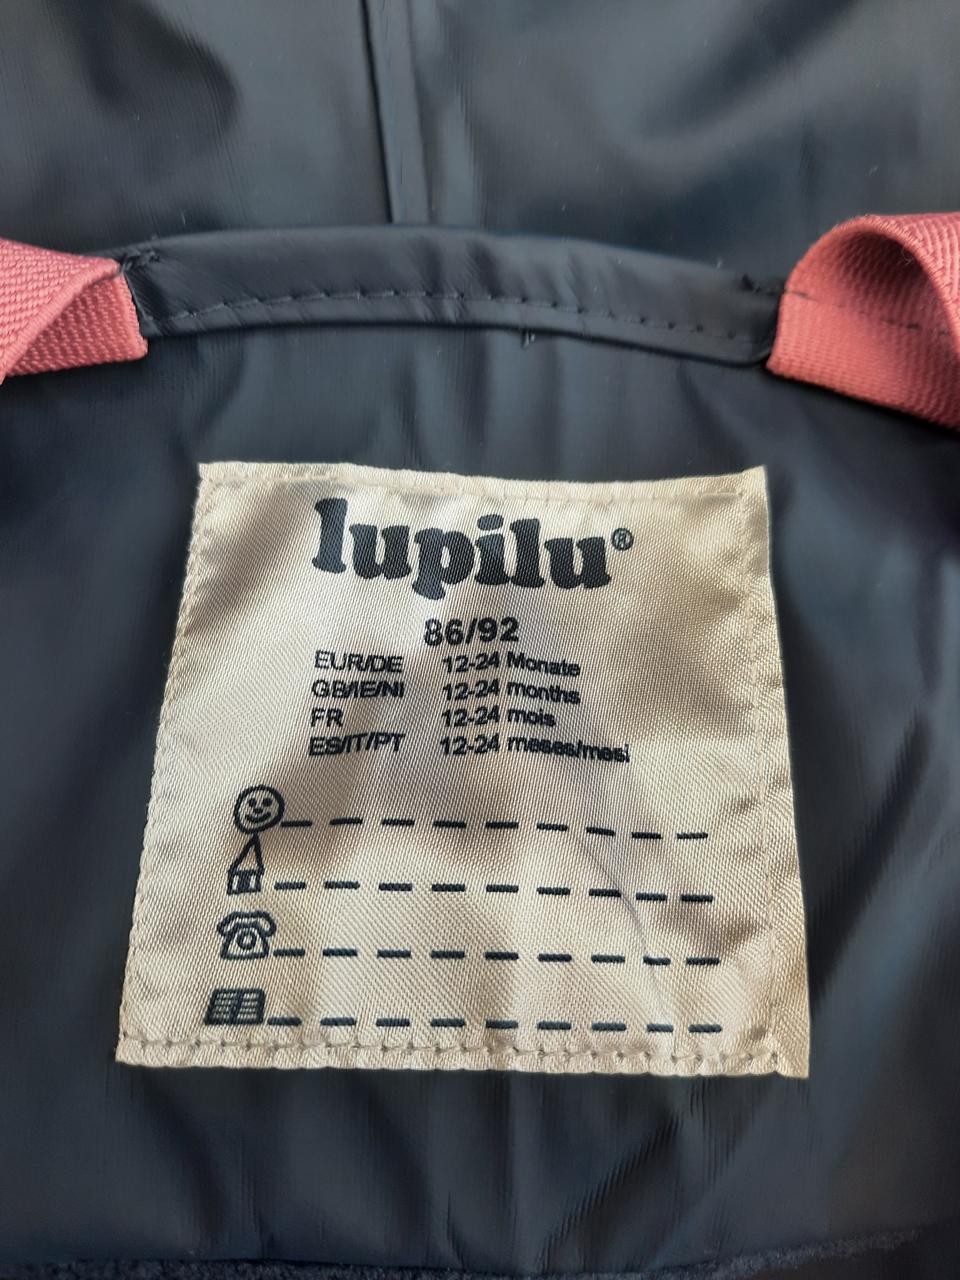 lupilu®
86/92
EUR/DE 12-24 Monate
GB/IE/NI 12-24 months
FR 12-24 mois
ES/IT/PT 12-24 meses/mesi